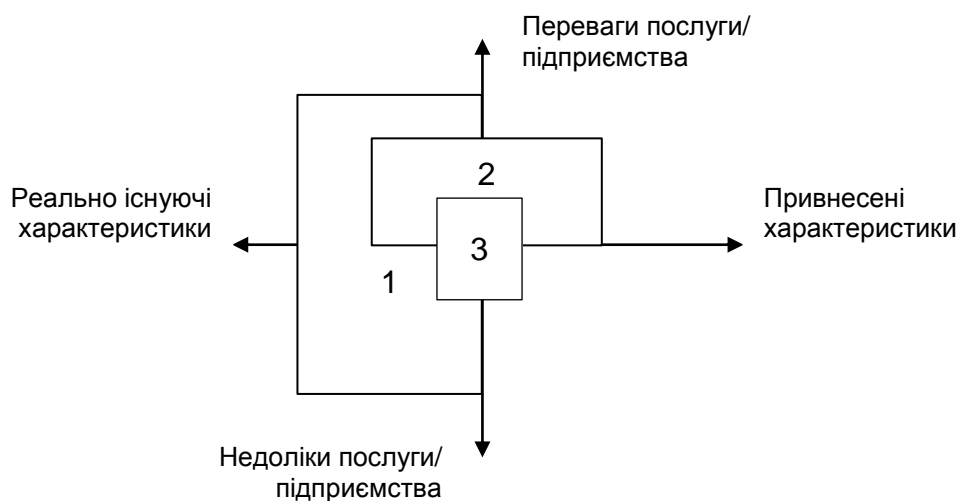 Переваги послуги/
підприємства
2
Реально існуючі
характеристики
Привнесені
характеристики
3
1
Недоліки послуги/
підприємства